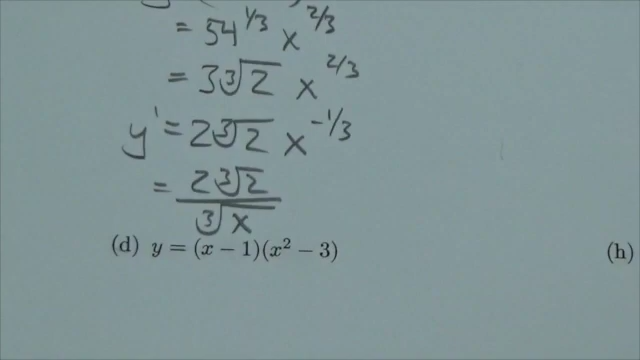 = 54^{1/3} x^{2/3}
= 3∛2 x^{2/3}
y' = 2∛2 x^{-1/3}
= 2∛2 / ∛x
(d) y = (x − 1)(x² − 3)
(h)